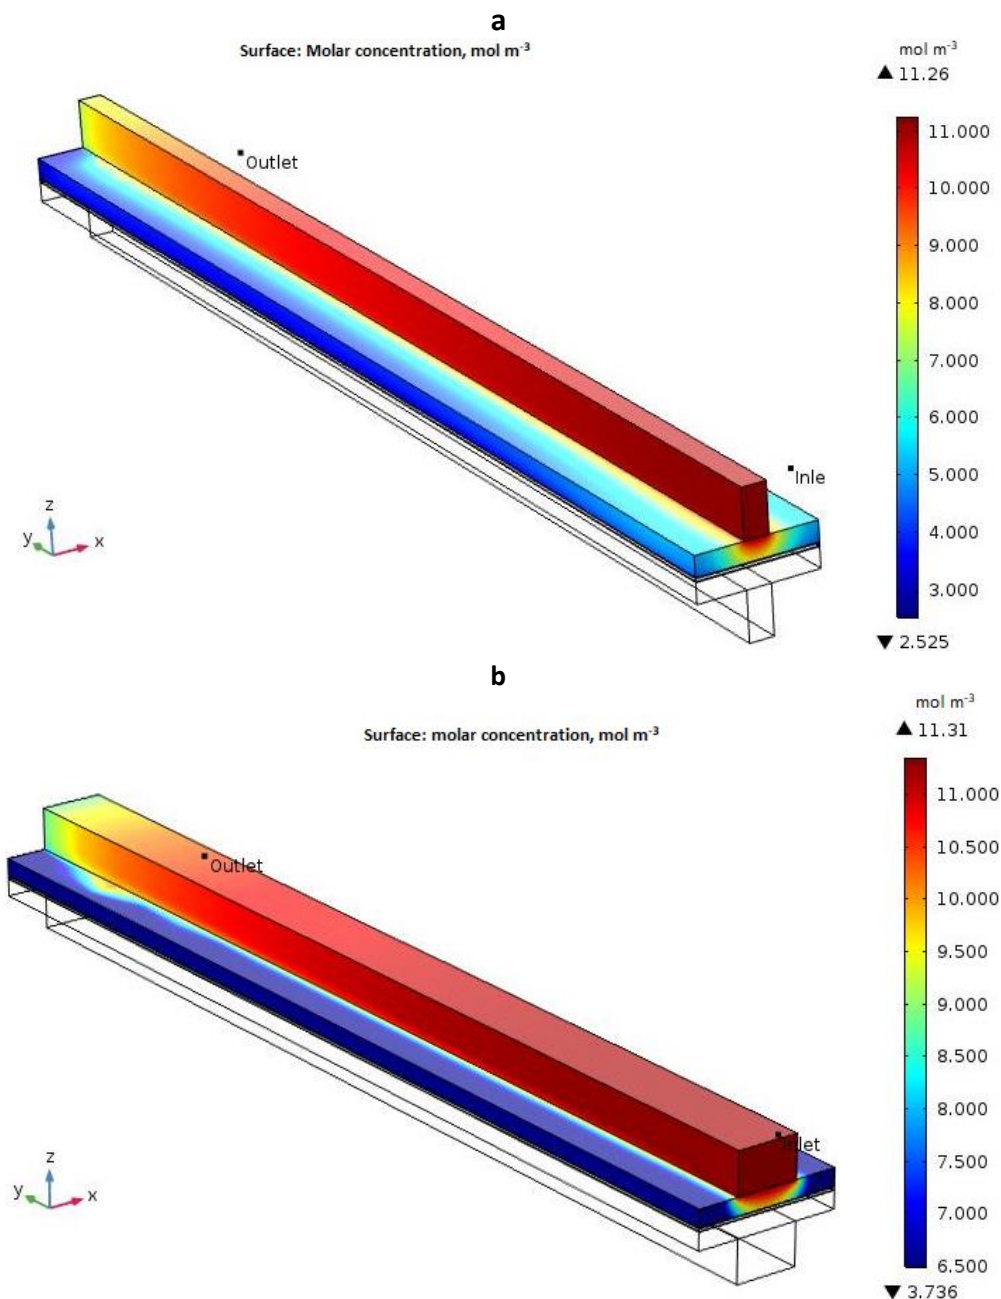 a
Surface: Molar concentration, mol m⁻³
mol m⁻³
▲ 11.26
11.000
10.000
9.000
8.000
7.000
6.000
5.000
4.000
3.000
▼ 2.525
Outlet
Inle
z
y
x
b
Surface: molar concentration, mol m⁻³
mol m⁻³
▲ 11.31
11.000
10.500
10.000
9.500
9.000
8.500
8.000
7.500
7.000
6.500
▼ 3.736
Outlet
Inlet
z
y
x